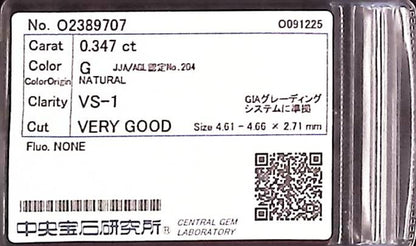 No. O2389707 O091225
Carat 0.347 ct
Color G JJA/AGL認定No.204
ColorOrigin NATURAL
Clarity VS-1 GIAグレーディング
システムに準拠
Cut VERY GOOD Size 4.61 - 4.66 × 2.71 mm
Fluo. NONE
中央宝石研究所® CENTRAL GEM
LABORATORY